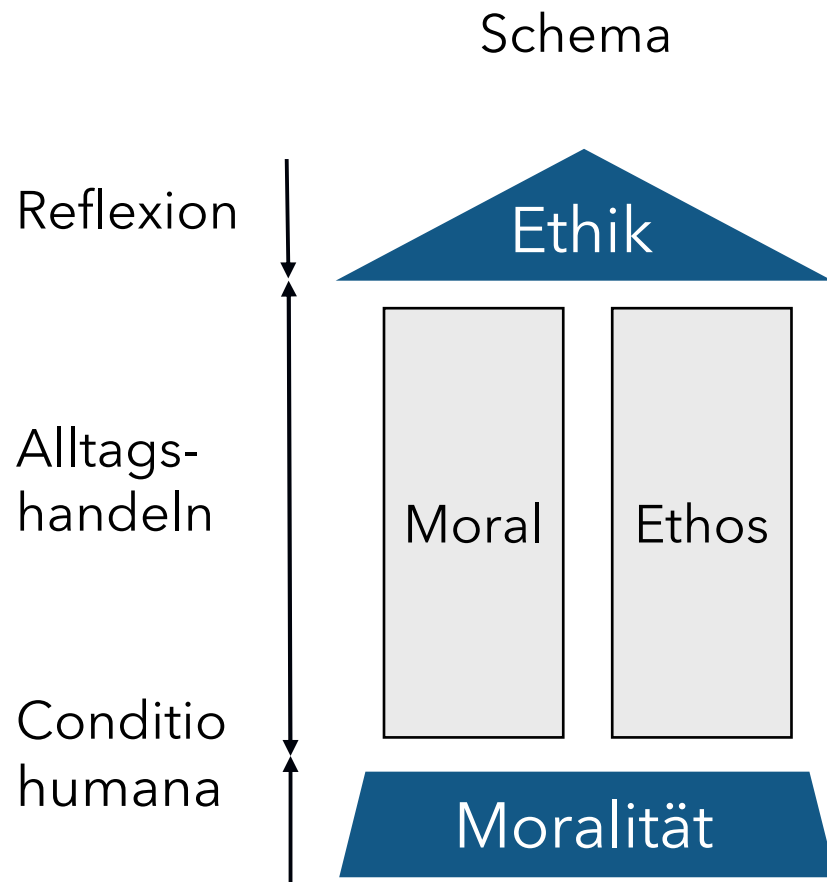 Schema
Reflexion
Ethik
Alltags-
handeln
Moral
Ethos
Conditio
humana
Moralität